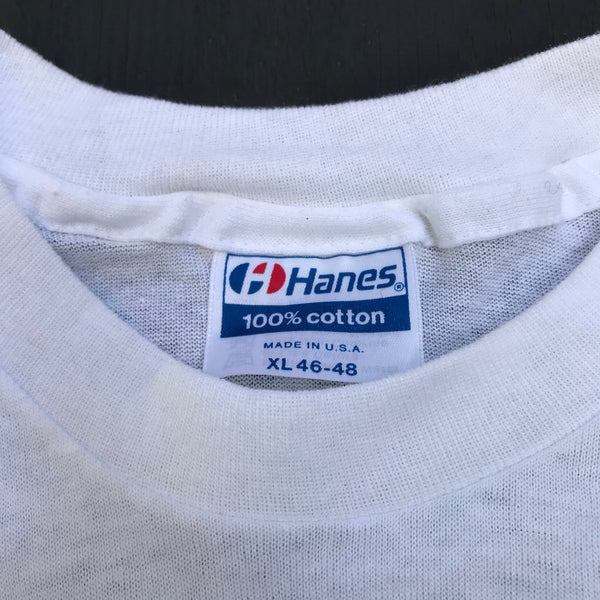 Hanes®
100% cotton
MADE IN U.S.A.
XL 46-48